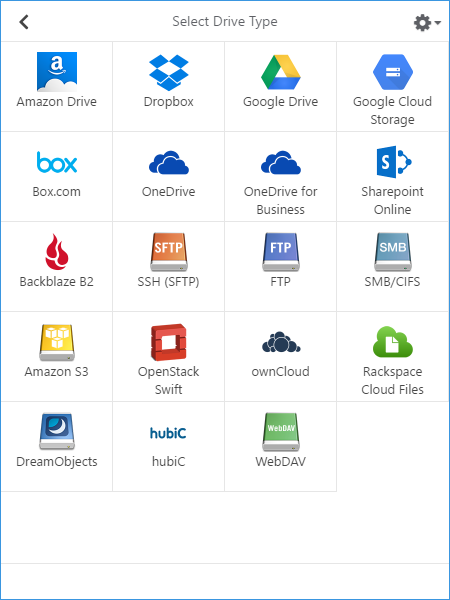 Select Drive Type
a
Amazon Drive
Dropbox
Google Drive
Google Cloud
Storage
box
Box.com
OneDrive
OneDrive for
Business
S
Sharepoint
Online
Backblaze B2
SFTP
SSH (SFTP)
FTP
FTP
SMB
SMB/CIFS
Amazon S3
OpenStack
Swift
ownCloud
Rackspace
Cloud Files
DreamObjects
hubiC
hubiC
WebDAV
WebDAV